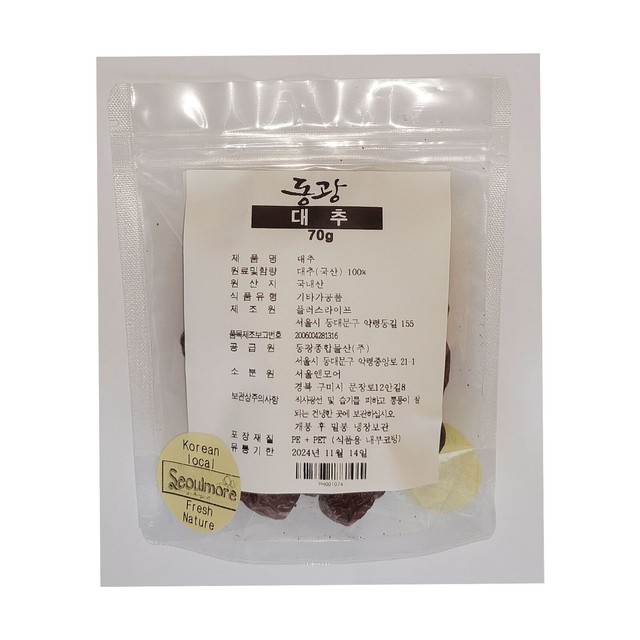 동광
대 추
70g
제 품 명 대추
원료및함량 대추(국산) 100%
원 산 지 국내산
식 품 유 형 기타가공품
제 조 원 플러스라이프
서울시 동대문구 약령동길 155
품목제조보고번호 2006004281316
공 급 원 동광종합물산(주)
서울시 동대문구 약령중앙로 21-1
소 분 원 서울앤모어
경북 구미시 문장로12안길8
보관상주의사항 직사광선 및 습기를 피하고 통풍이 잘
되는 건냉한 곳에 보관하십시오
개봉 후 밀봉 냉장보관
포 장 재 질 PE + PET (식품용 내부코팅)
유 통 기 한 2024년 11월 14일
PH001074
Korean
local
Seoulmore
Fresh
Nature